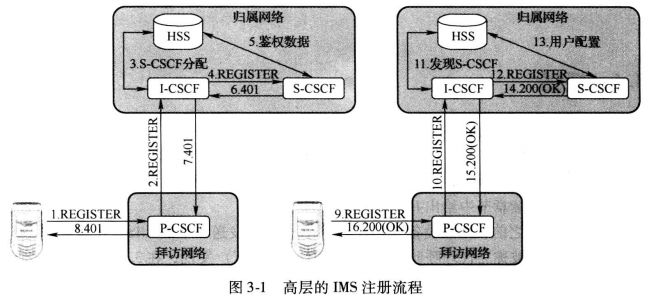 归属网络
HSS
5.鉴权数据
3.S-CSCF分配
4.REGISTER
I-CSCF
6.401
S-CSCF
2.REGISTER
7.401
1.REGISTER
8.401
P-CSCF
拜访网络
归属网络
HSS
13.用户配置
11.发现S-CSCF
12.REGISTER
I-CSCF
14.200(OK)
S-CSCF
10.REGISTER
15.200(OK)
9.REGISTER
16.200(OK)
P-CSCF
拜访网络
图 3-1 高层的 IMS 注册流程